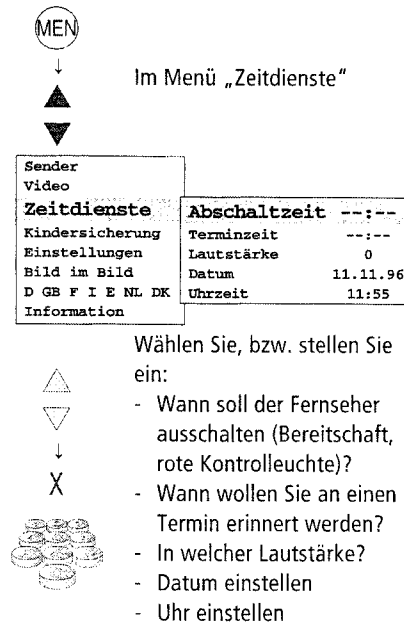 MEN
Im Menü „Zeitdienste“
Sender
Video
Zeitdienste
Kindersicherung
Einstellungen
Bild im Bild
D GB F I E NL DK
Information
Abschaltzeit --:--
Terminzeit --:--
Lautstärke 0
Datum 11.11.96
Uhrzeit 11:55
Wählen Sie, bzw. stellen Sie
ein:
- Wann soll der Fernseher
ausschalten (Bereitschaft,
rote Kontrolleuchte)?
- Wann wollen Sie an einen
Termin erinnert werden?
- In welcher Lautstärke?
- Datum einstellen
- Uhr einstellen
X